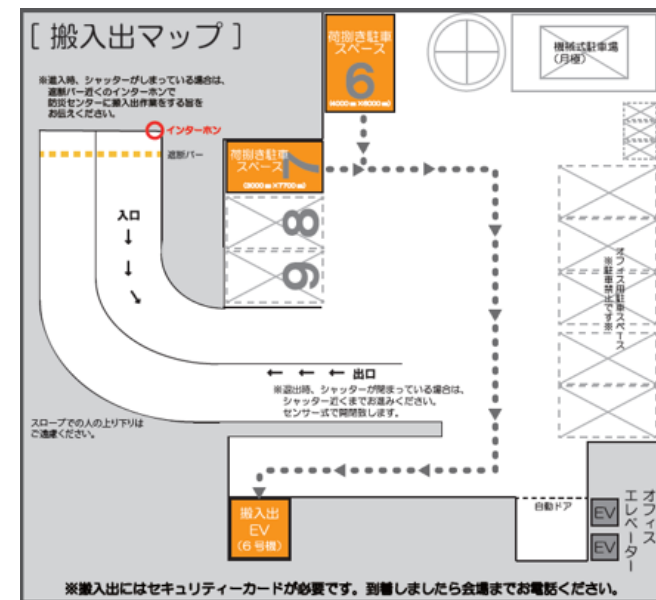 [ 搬入出マップ ]
※進入時、シャッターがしまっている場合は、
遮断バー近くのインターホンで
防災センターに搬入出作業をする旨を
お伝えください。
インターホン
遮断バー
荷捌き駐車
スペース
6
(4000㎜×8000㎜)
機械式駐車場
(月極)
荷捌き駐車
スペース
7
(3000㎜×7700㎜)
8
9
入口
オフィス用駐車スペース
※駐車禁止です※
出口
※退出時、シャッターが閉まっている場合は、
シャッター近くまでお進みください。
センサー式で開閉致します。
スロープでの人の上り下りは
ご遠慮ください。
搬入出
EV
(6号機)
自動ドア
EV
EV
オフィス
エレベーター
※搬入出にはセキュリティーカードが必要です。到着しましたら会場までお電話ください。